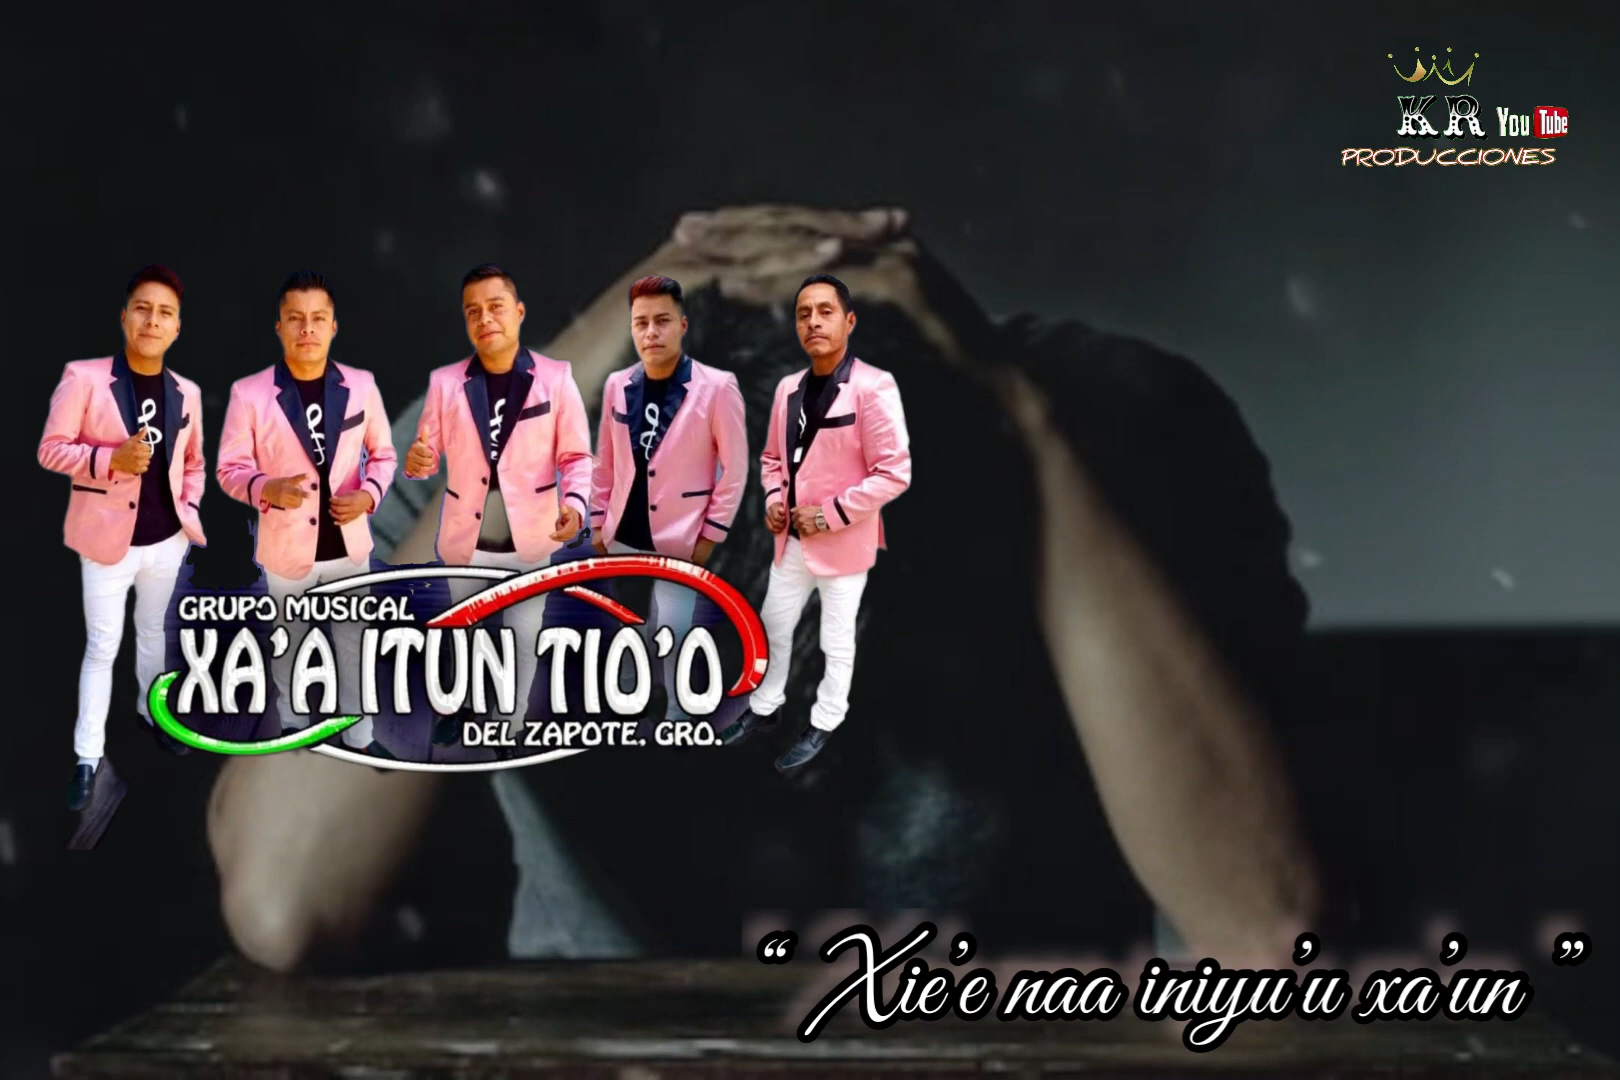 KR YouTube
PRODUCCIONES
GRUPO MUSICAL
XA'A ITUN TIO'O
DEL ZAPOTE, GRO.
“ Xie'e naa iniyu'u xa'un ”